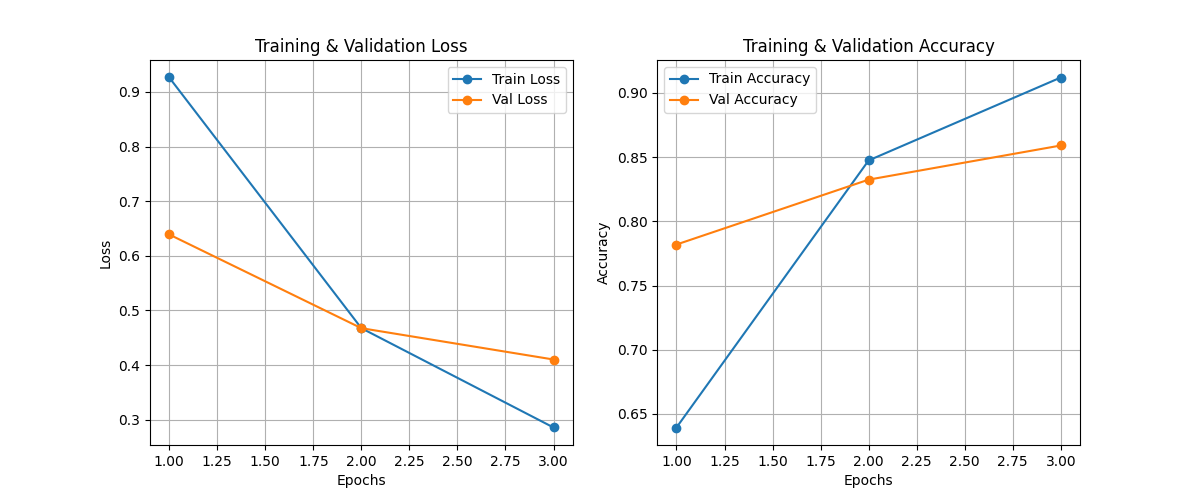 Training & Validation Loss
Train Loss
Val Loss
0.9
0.8
0.7
0.6
0.5
0.4
0.3
Loss
1.00 1.25 1.50 1.75 2.00 2.25 2.50 2.75 3.00
Epochs
Training & Validation Accuracy
Train Accuracy
Val Accuracy
0.90
0.85
0.80
0.75
0.70
0.65
Accuracy
1.00 1.25 1.50 1.75 2.00 2.25 2.50 2.75 3.00
Epochs